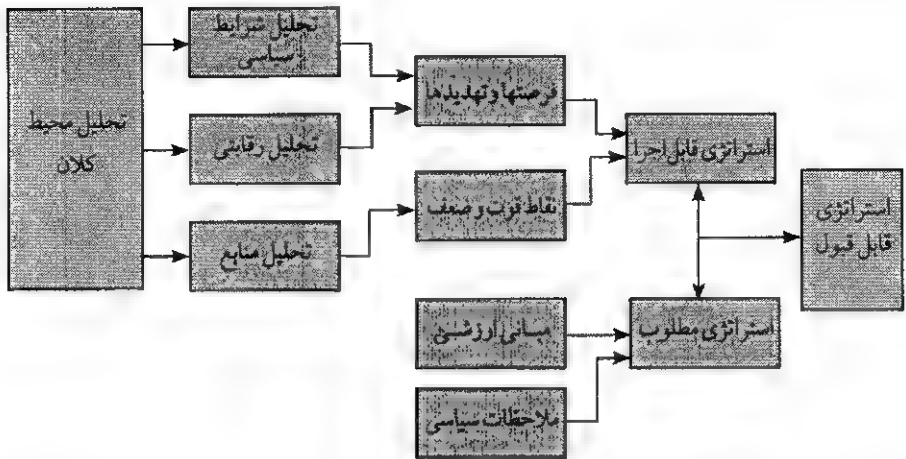 تحلیل محیط
کلان
تحلیل شرایط
سیاسی
تحلیل رقابتی
تحلیل منابع
فرصتها و تهدیدها
نقاط قوت و ضعف
مبانی ارزشی
ملاحظات سیاسی
استراتژی قابل اجرا
استراتژی مطلوب
استراتژی
قابل قبول